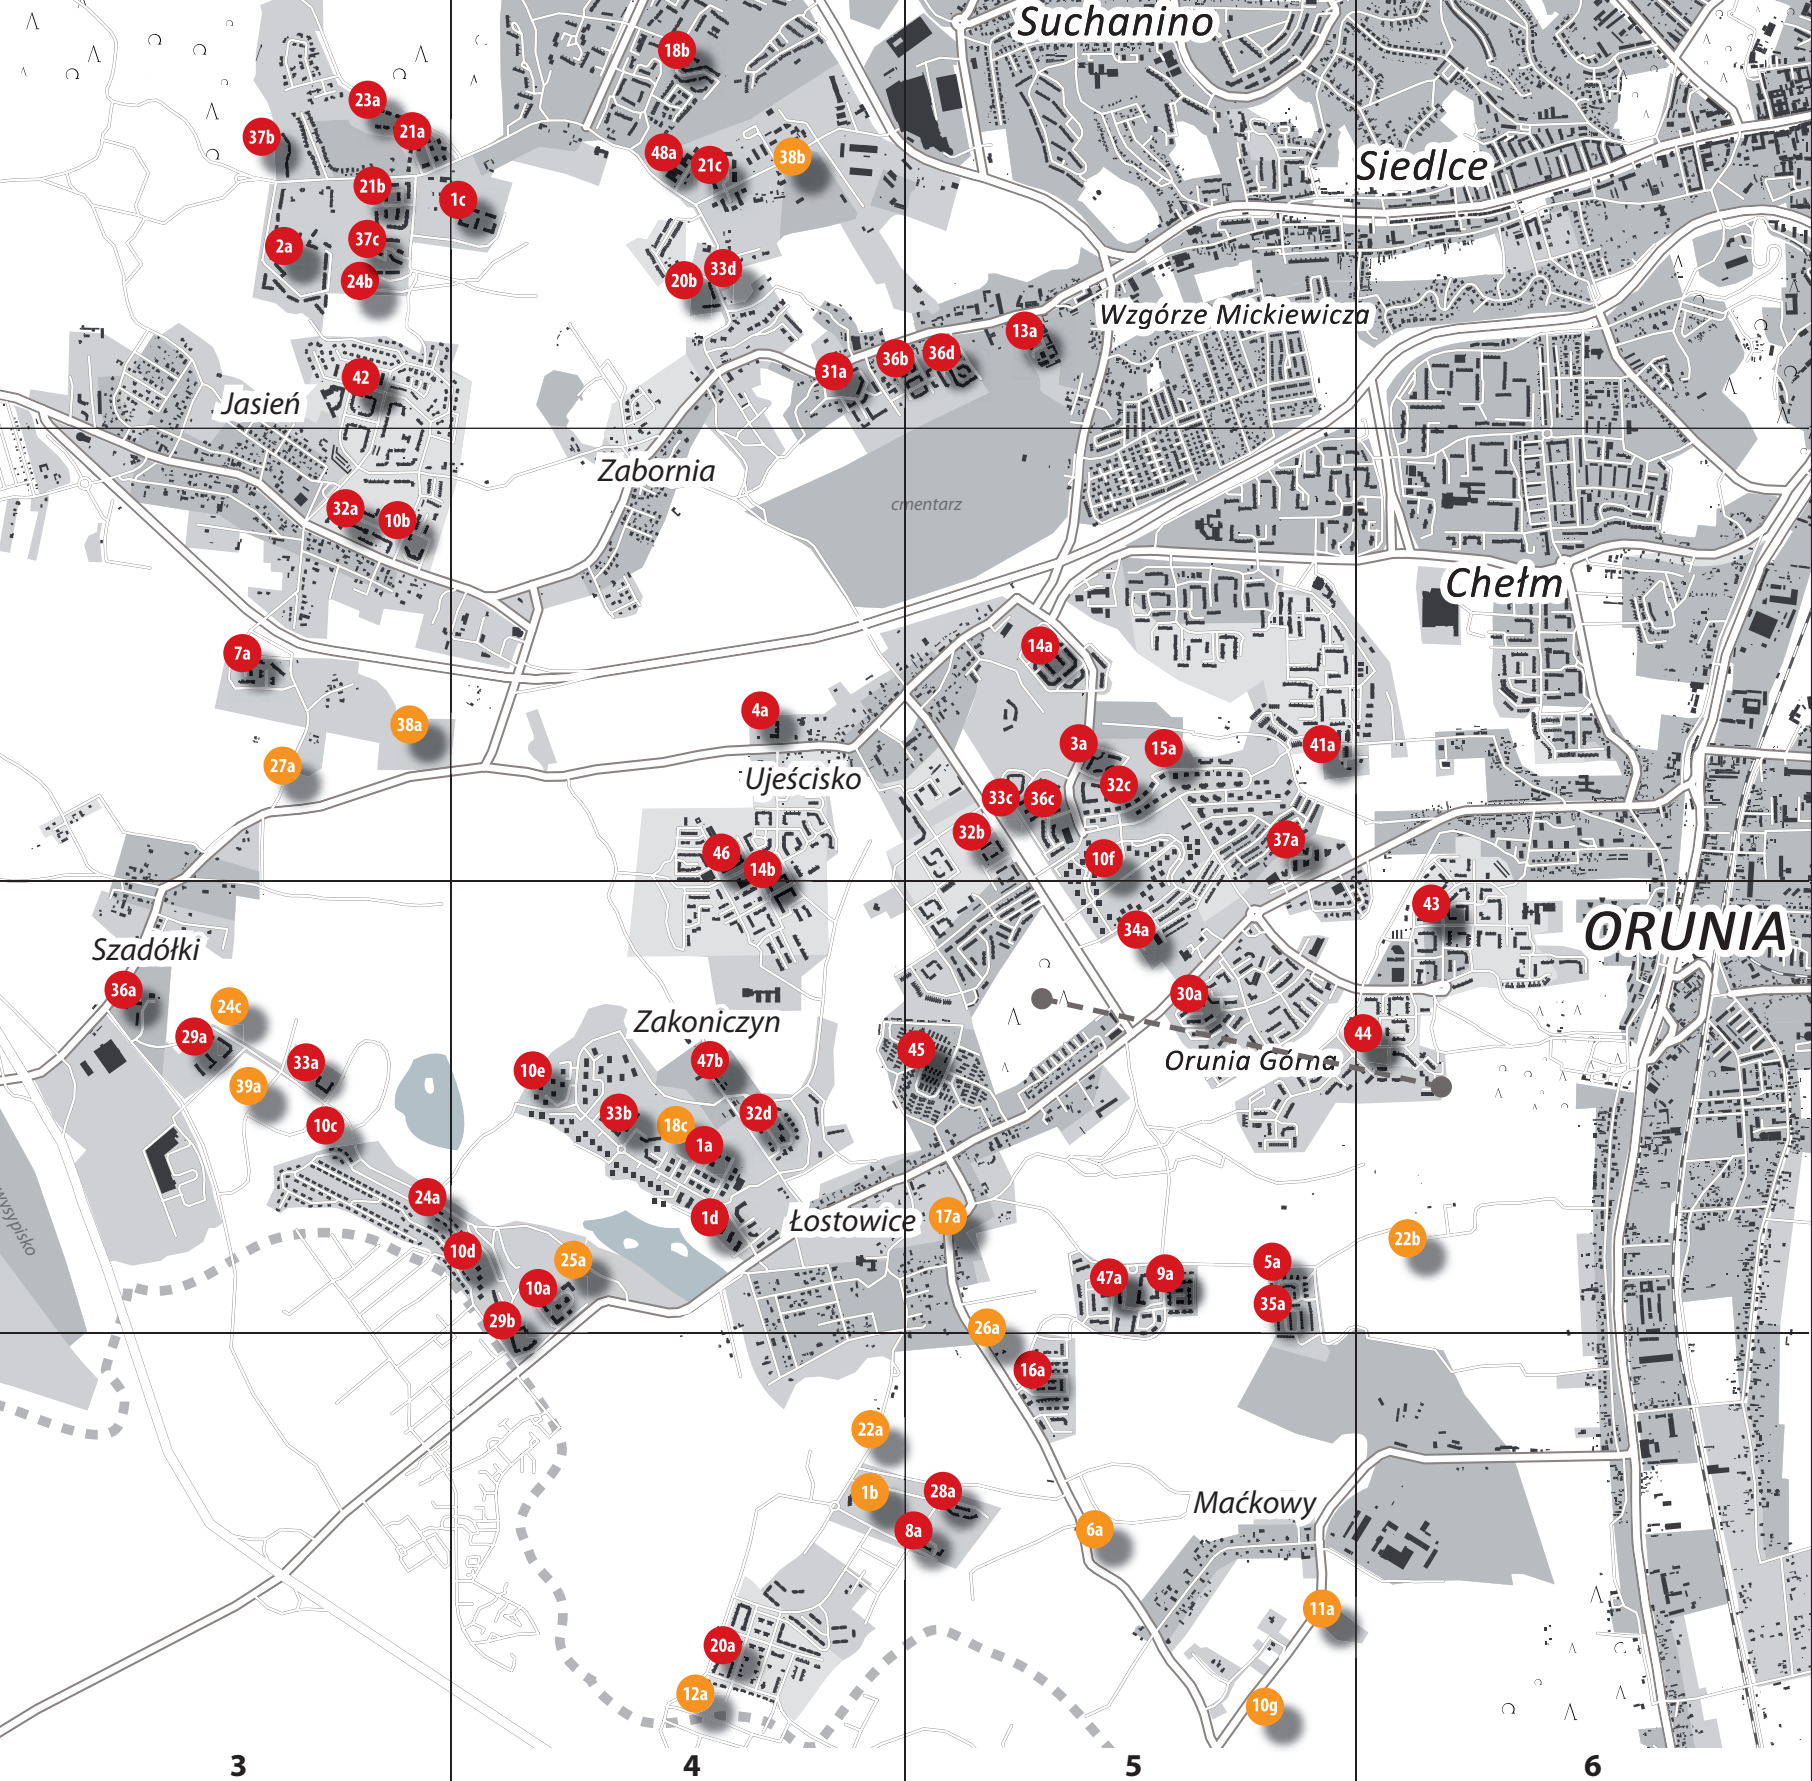 Suchanino
18b
23a
21a
37b
48a
21c
38b
Siedlce
21b
1c
37c
2a
24b
33d
20b
Wzgórze Mickiewicza
13a
36d
36b
31a
42
Jasień
Zabornia
cmentarz
32a
10b
Chełm
14a
7a
4a
38a
3a
15a
41a
27a
Ujeścisko
32c
33c
36c
32b
37a
46
14b
10f
43
34a
ORUNIA
Szadółki
36a
24c
30a
Zakoniczyn
29a
44
45
33a
47b
10e
Orunia Górna
39a
33b
32d
18c
10c
1a
24a
1d
Łostowice
17a
wysypisko
22b
10d
25a
5a
47a
9a
10a
35a
29b
26a
16a
22a
1b
28a
Maćkowy
8a
6a
11a
20a
12a
10g
3
4
5
6